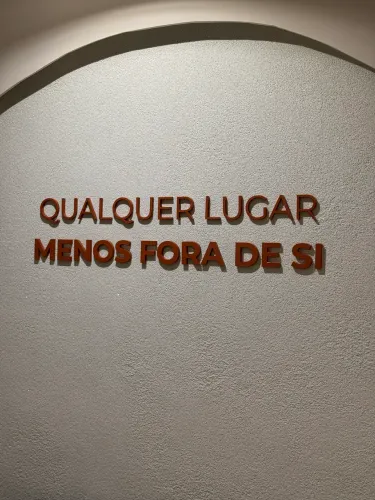 QUALQUER LUGAR
MENOS FORA DE SI